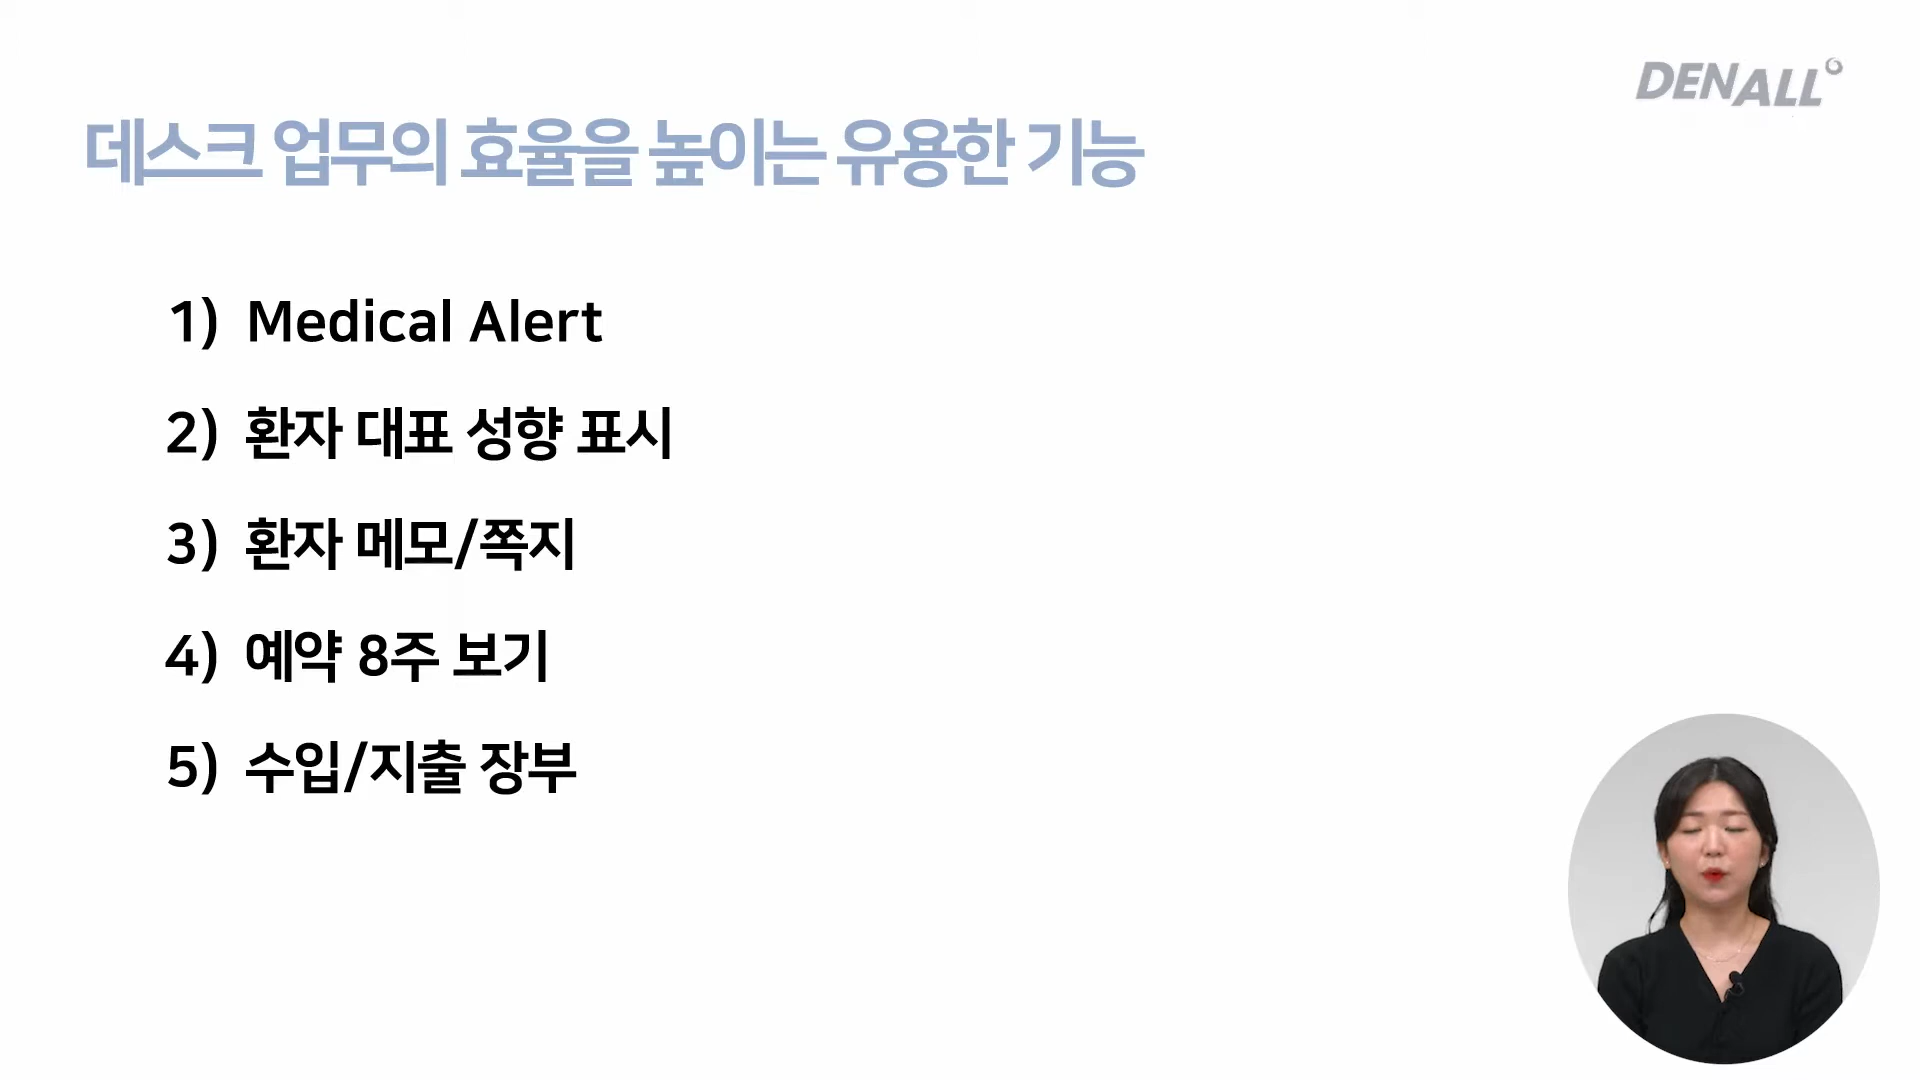 DENALL
데스크 업무의 효율을 높이는 유용한 기능
1) Medical Alert
2) 환자 대표 성향 표시
3) 환자 메모/쪽지
4) 예약 8주 보기
5) 수입/지출 장부